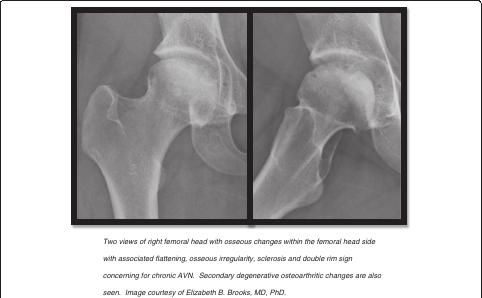 Two views of right femoral head with osseous changes within the femoral head side
with associated flattening, osseous irregularity, sclerosis and double rim sign
concerning for chronic AVN.  Secondary degenerative osteoarthritic changes are also
seen.  Image courtesy of Elizabeth B. Brooks, MD, PhD.